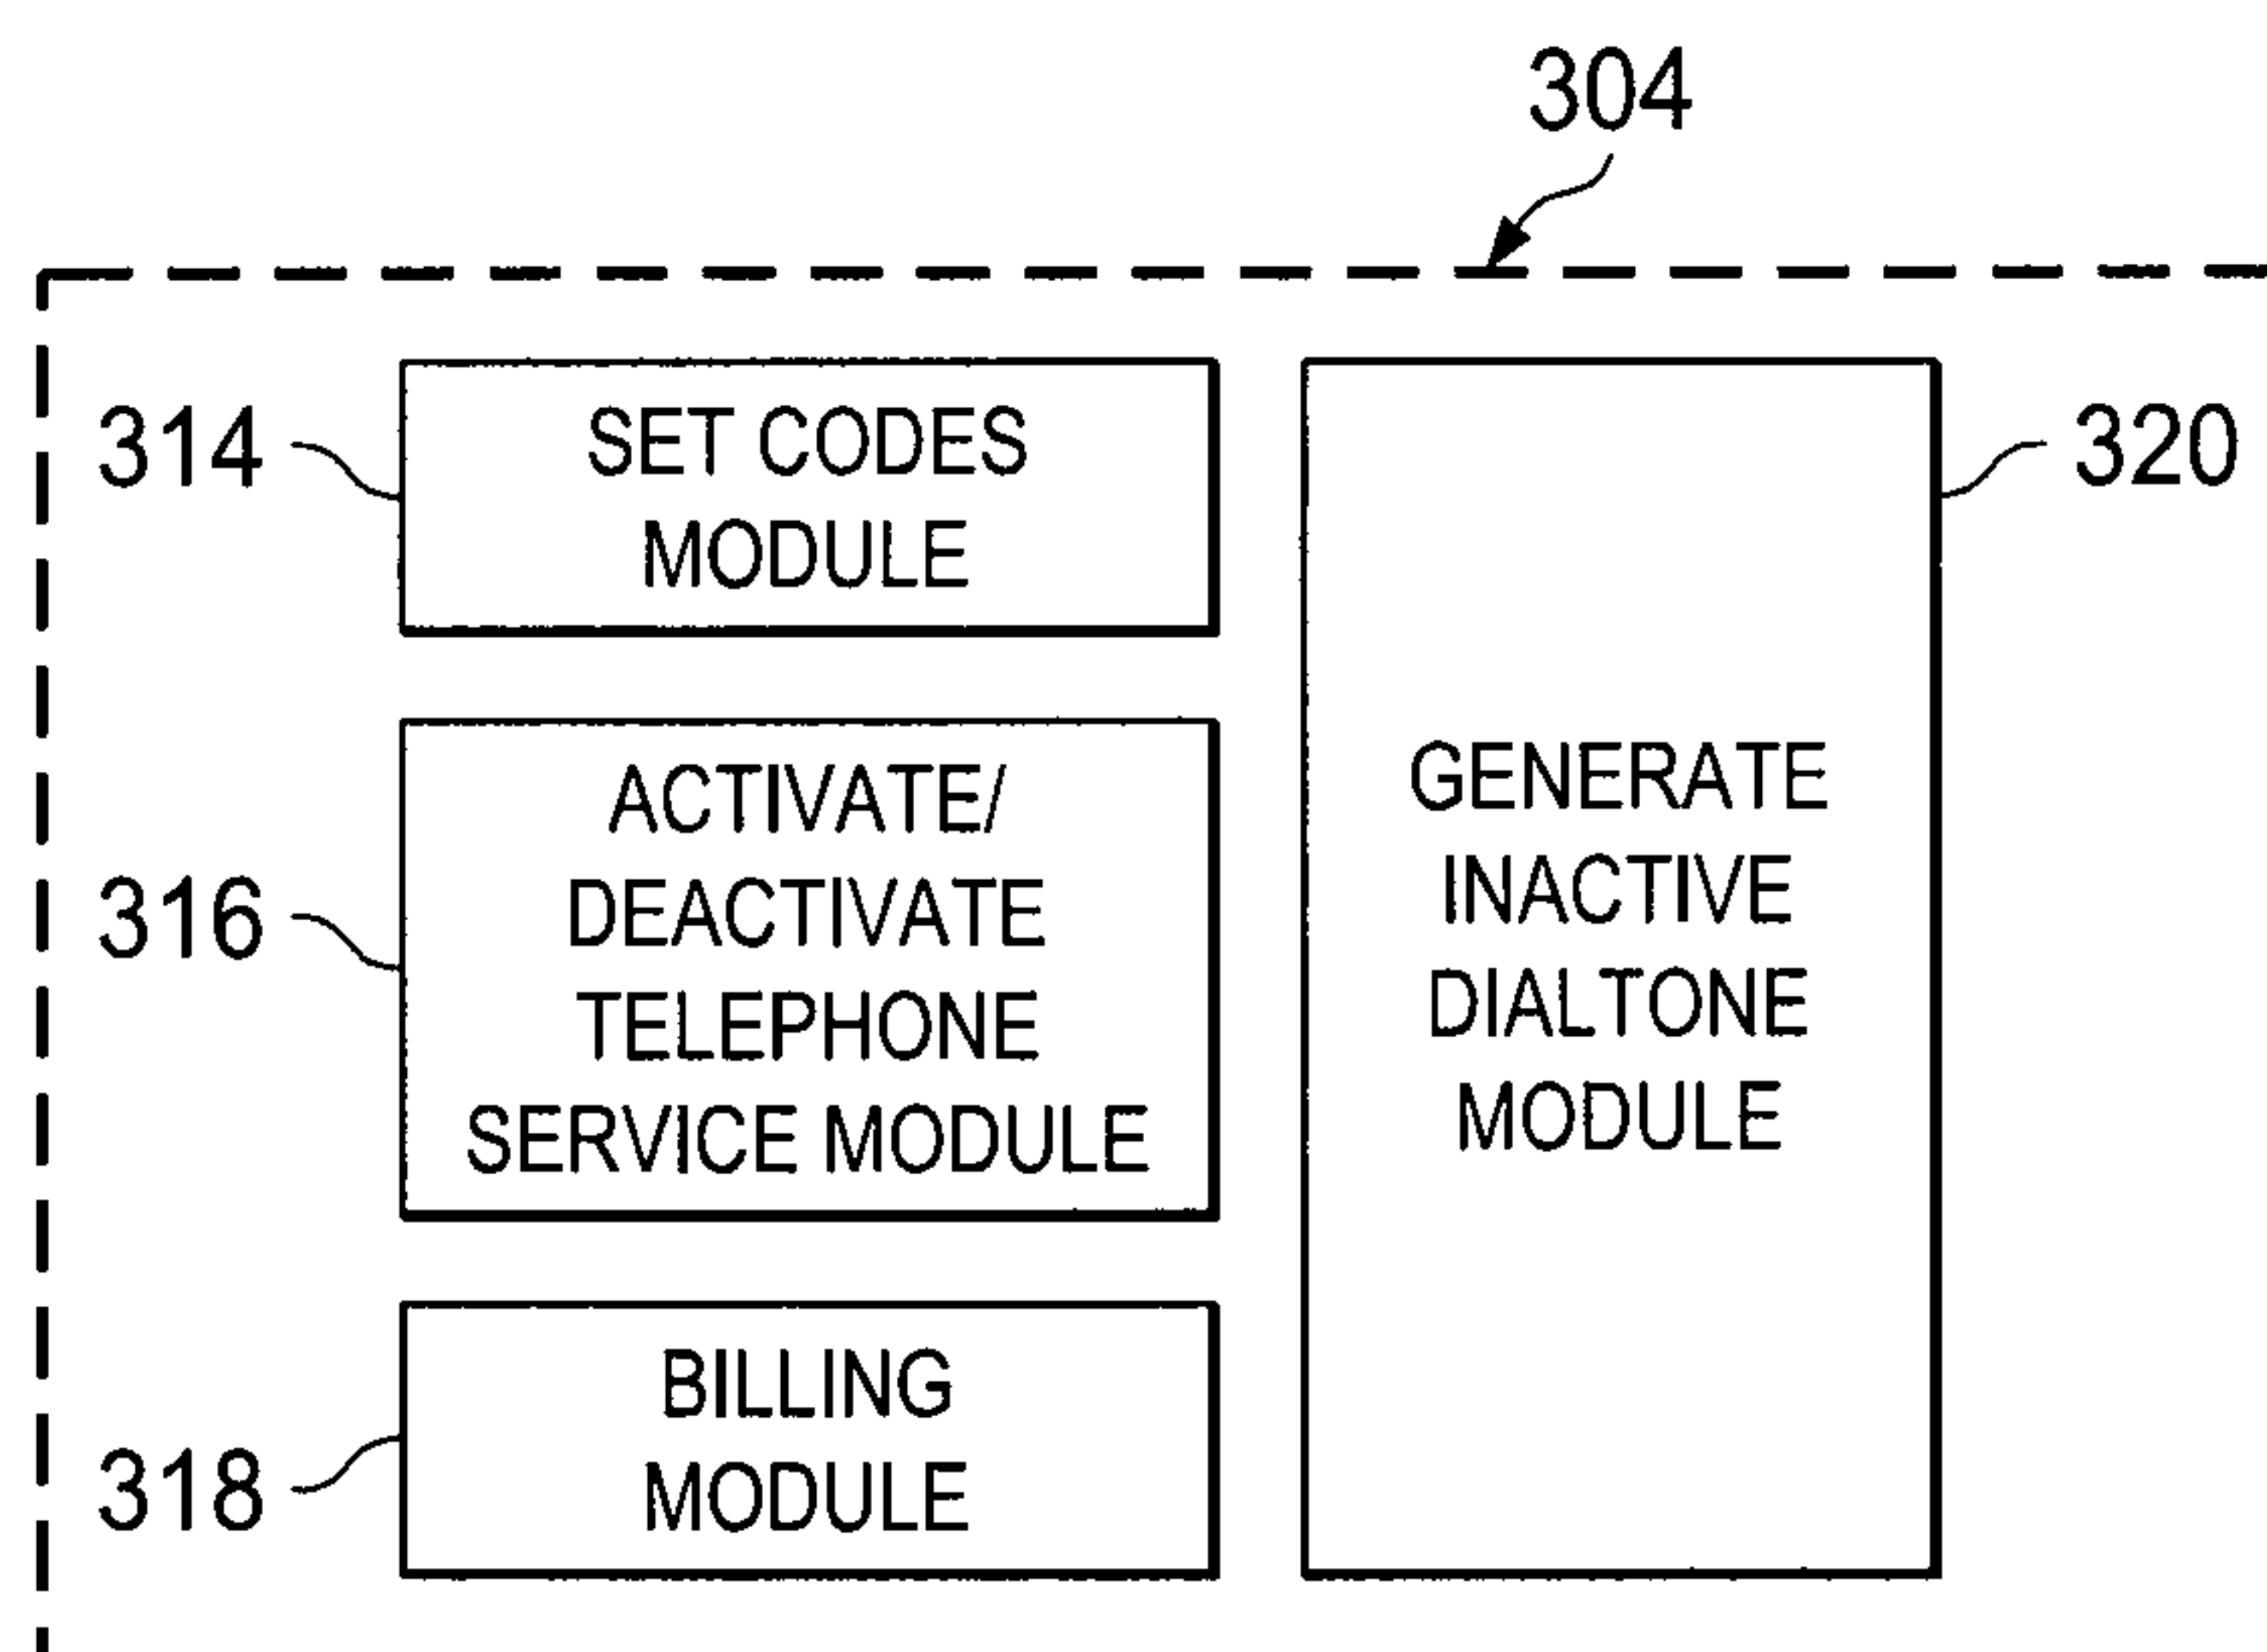 304
314
SET CODES
MODULE
316
ACTIVATE/
DEACTIVATE
TELEPHONE
SERVICE MODULE
318
BILLING
MODULE
320
GENERATE
INACTIVE
DIALTONE
MODULE